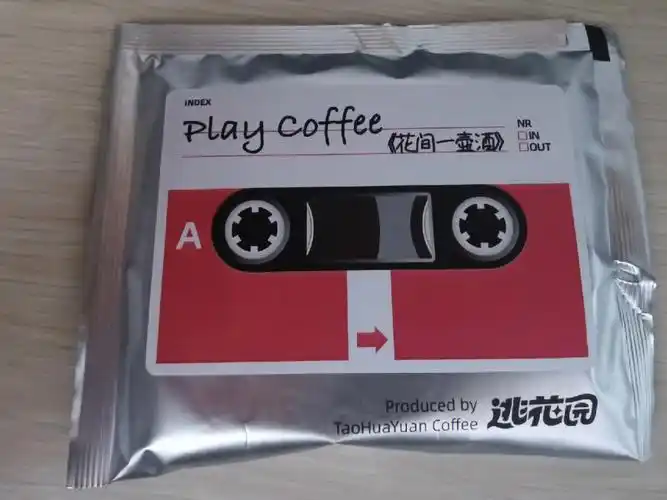 INDEX
Play Coffee
《花间一壶酒》
NR
□IN
□OUT
A
Produced by
TaoHuaYuan Coffee
逃花园